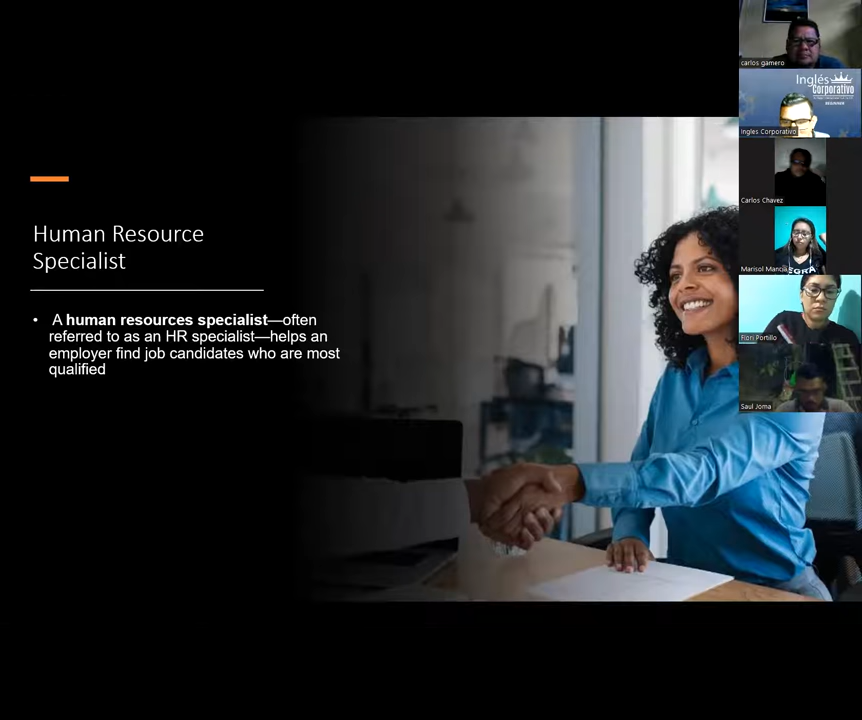 Human Resource
Specialist
• A human resources specialist—often
referred to as an HR specialist—helps an
employer find job candidates who are most
qualified
carlos gamero
Inglés
Corporativo
BEGINNER
Ingles Corporativo
Carlos Chavez
Marisol Mancia
Flori Portillo
Saul Joma